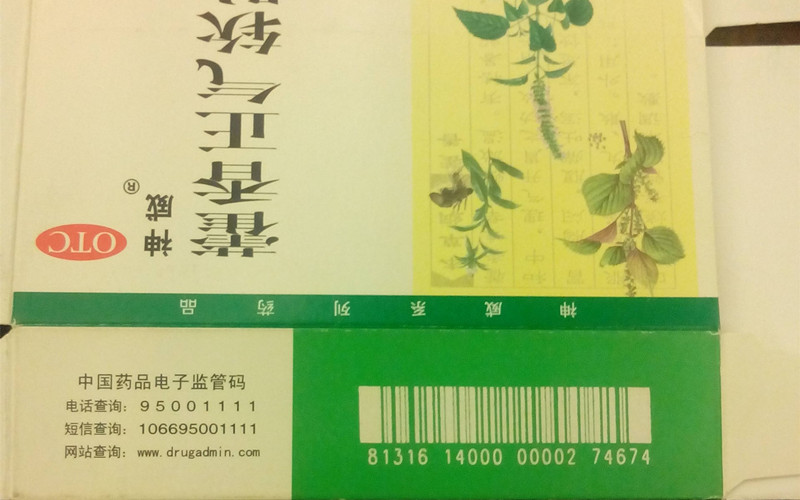 藿香正气软
神威®
OTC
神威系列药品
中国药品电子监管码
电话查询: 95001111
短信查询: 106695001111
网站查询: www.drugadmin.com
81316 14000 00002 74674